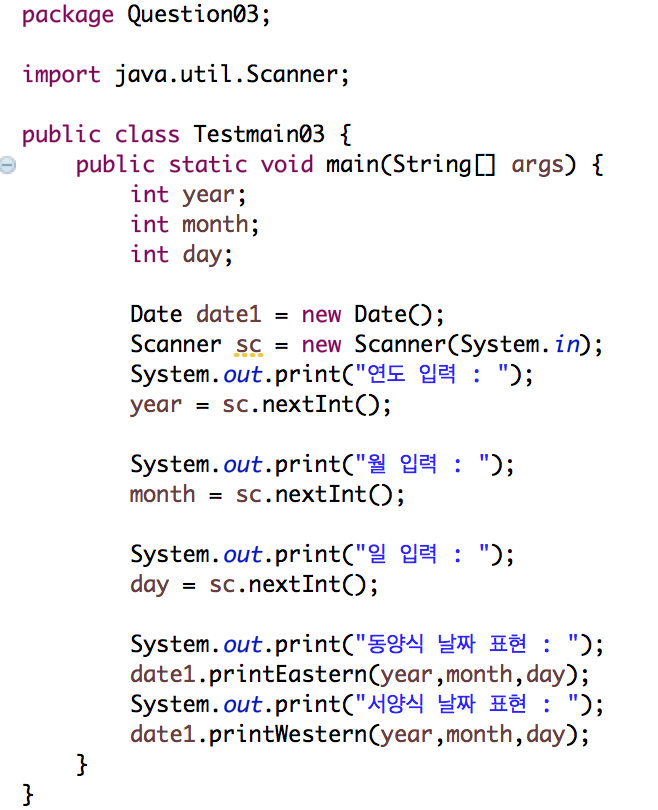 package Question03;
import java.util.Scanner;
public class Testmain03 {
public static void main(String[] args) {
int year;
int month;
int day;
Date date1 = new Date();
Scanner sc = new Scanner(System.in);
System.out.print("연도 입력 : ");
year = sc.nextInt();
System.out.print("월 입력 : ");
month = sc.nextInt();
System.out.print("일 입력 : ");
day = sc.nextInt();
System.out.print("동양식 날짜 표현 : ");
date1.printEastern(year,month,day);
System.out.print("서양식 날짜 표현 : ");
date1.printWestern(year,month,day);
}
}